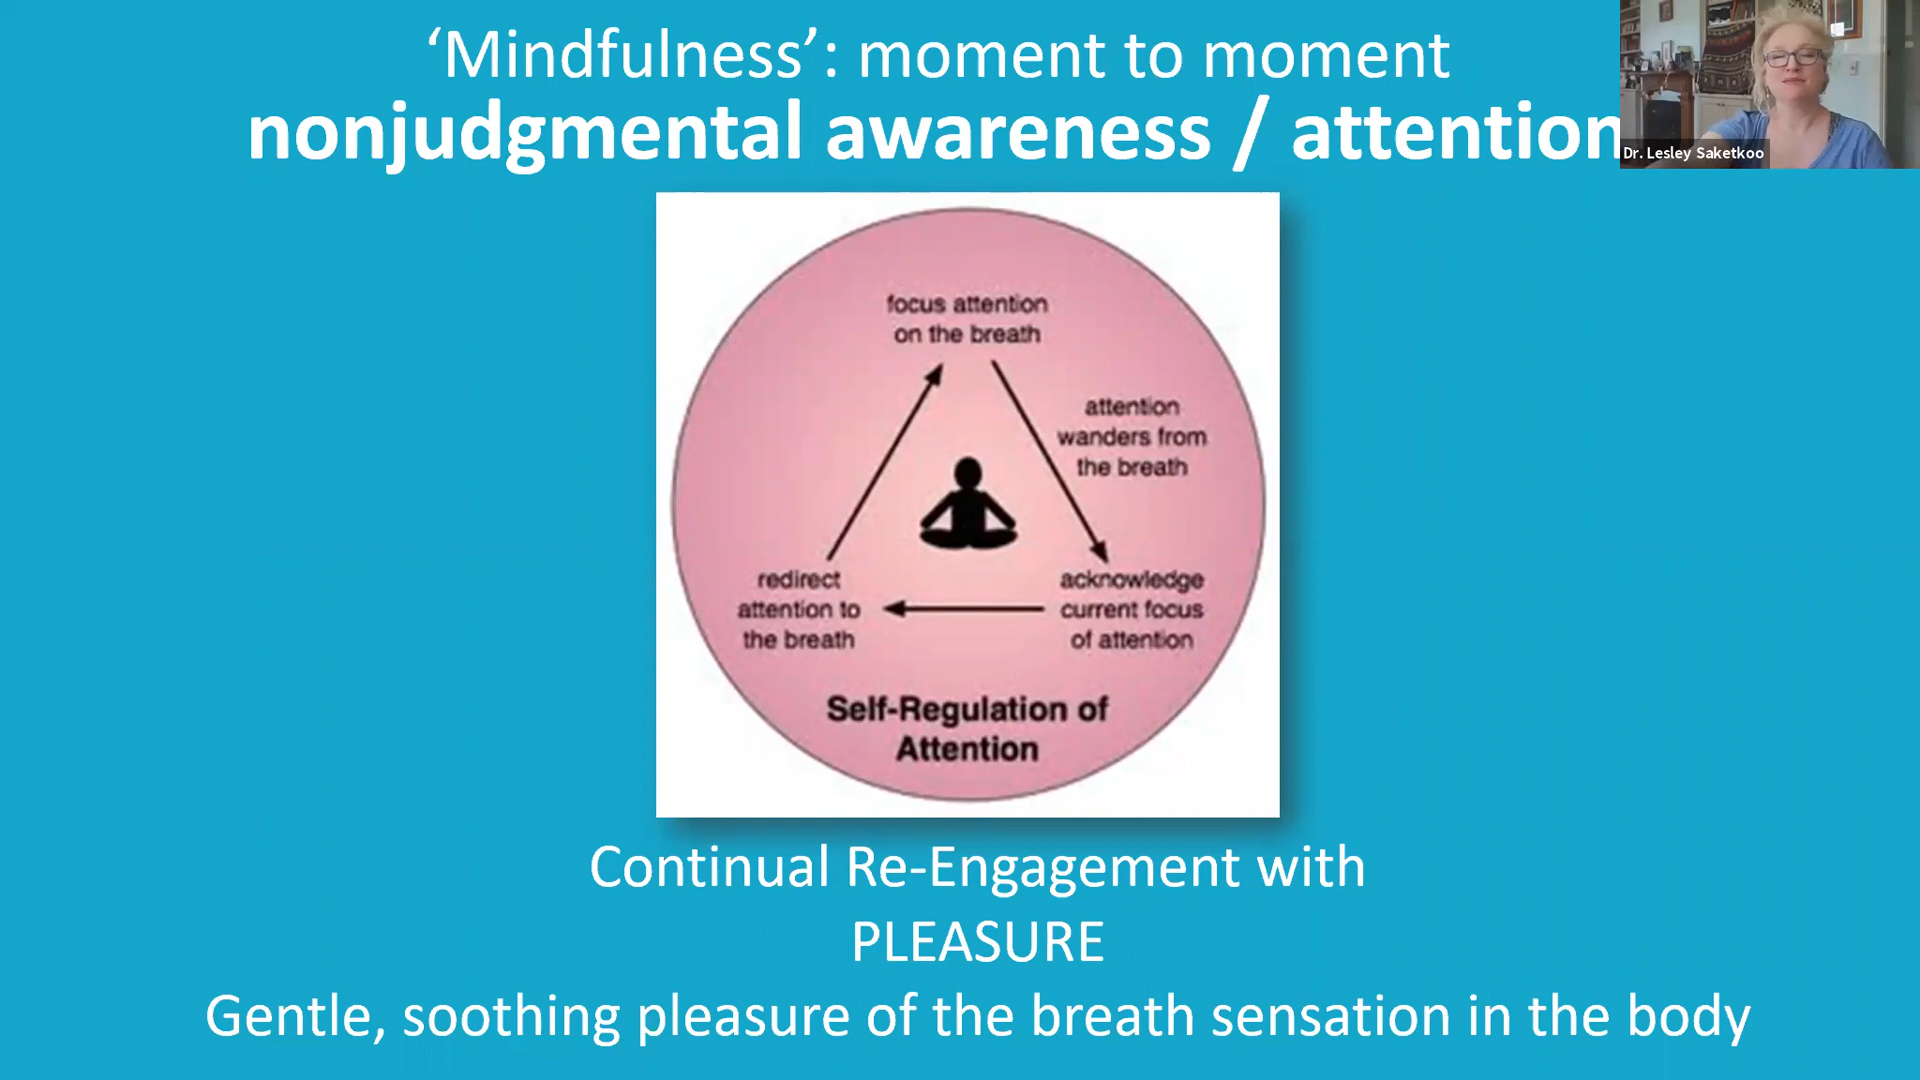 ‘Mindfulness’: moment to moment
nonjudgmental awareness / attention
Dr. Lesley Saketkoo
focus attention
on the breath
attention
wanders from
the breath
redirect
attention to
the breath
acknowledge
current focus
of attention
Self-Regulation of
Attention
Continual Re-Engagement with
PLEASURE
Gentle, soothing pleasure of the breath sensation in the body